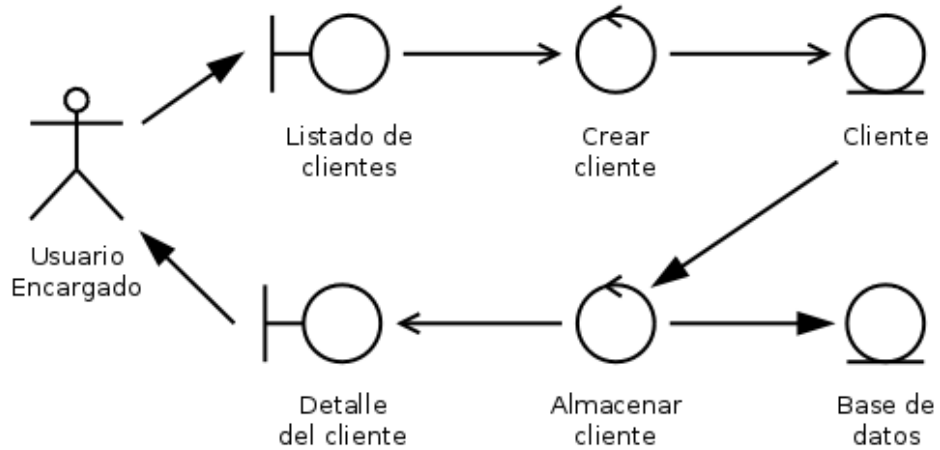 Listado de
clientes
Crear
cliente
Cliente
Usuario
Encargado
Detalle
del cliente
Almacenar
cliente
Base de
datos